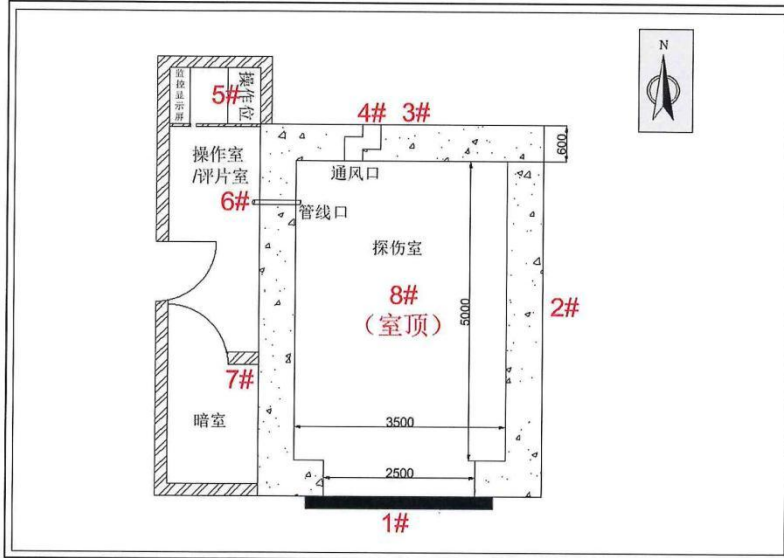 N
监控显示屏
5#
操作位
4#
3#
600
操作室
/评片室
通风口
6#
管线口
探伤室
8#
（室顶）
5000
2#
7#
暗室
3500
2500
1#